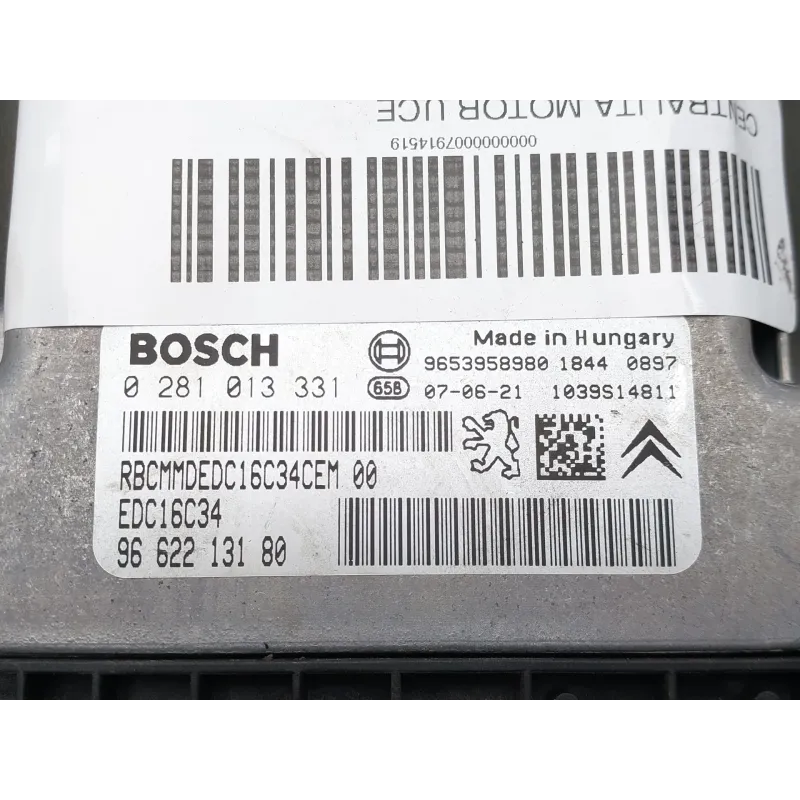 CENTRALITA MOTOR UCE
0000000007914519
BOSCH
Made in Hungary
9653958980 1844 0897
0 281 013 331 65B 07-06-21 1039S14811
RBCMMDEDC16C34CEM 00
EDC16C34
96 622 131 80